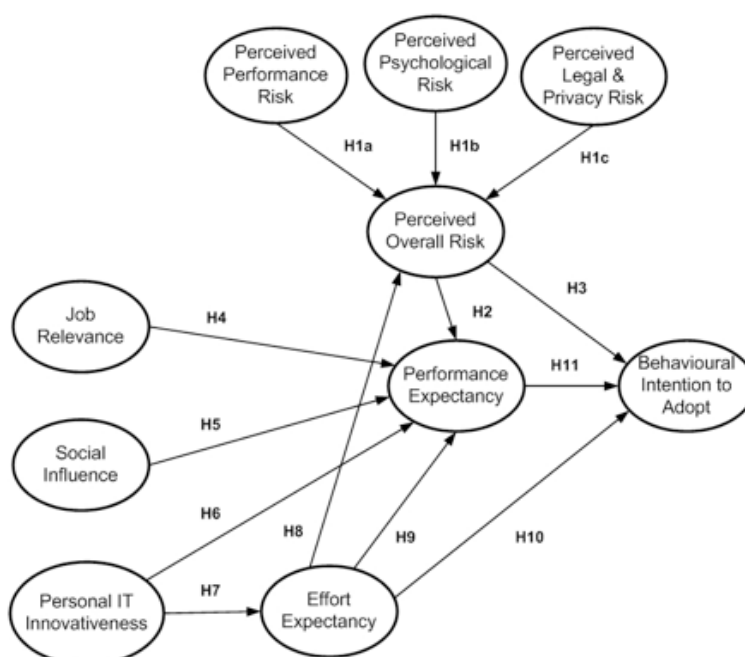 Perceived
Performance
Risk
Perceived
Psychological
Risk
Perceived
Legal &
Privacy Risk
H1a
H1b
H1c
Perceived
Overall Risk
H3
H2
Job
Relevance
H4
Performance
Expectancy
H11
Behavioural
Intention to
Adopt
H5
Social
Influence
H6
H8
H9
H10
H7
Personal IT
Innovativeness
Effort
Expectancy